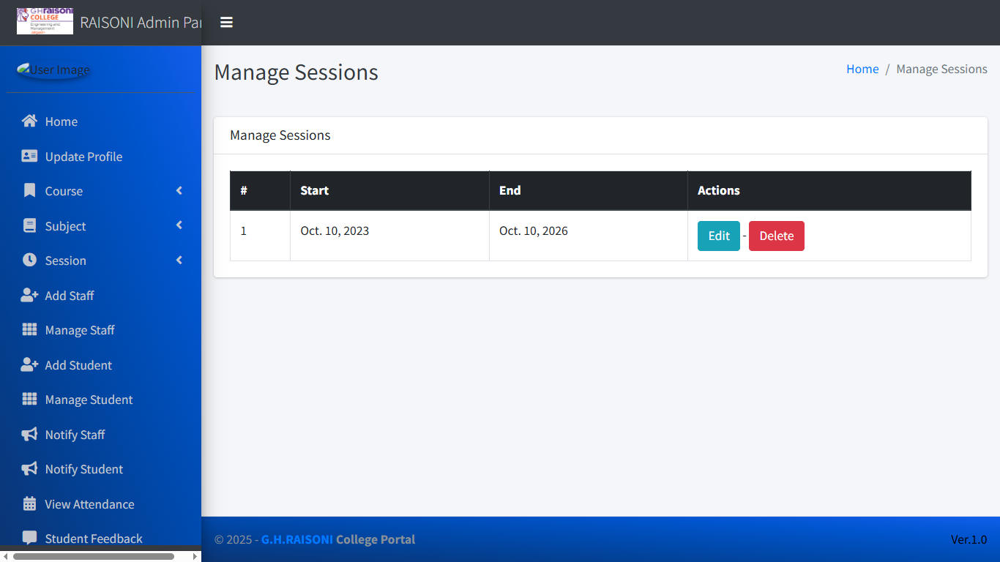 GHraisoni
COLLEGE
Engineering and
Management
Jalgaon
RAISONI Admin Pan
User Image
Home
Update Profile
Course
Subject
Session
Add Staff
Manage Staff
Add Student
Manage Student
Notify Staff
Notify Student
View Attendance
Student Feedback
Manage Sessions
Home / Manage Sessions
Manage Sessions
# Start End Actions
1 Oct. 10, 2023 Oct. 10, 2026 Edit - Delete
© 2025 - G.H.RAISONI College Portal
Ver.1.0